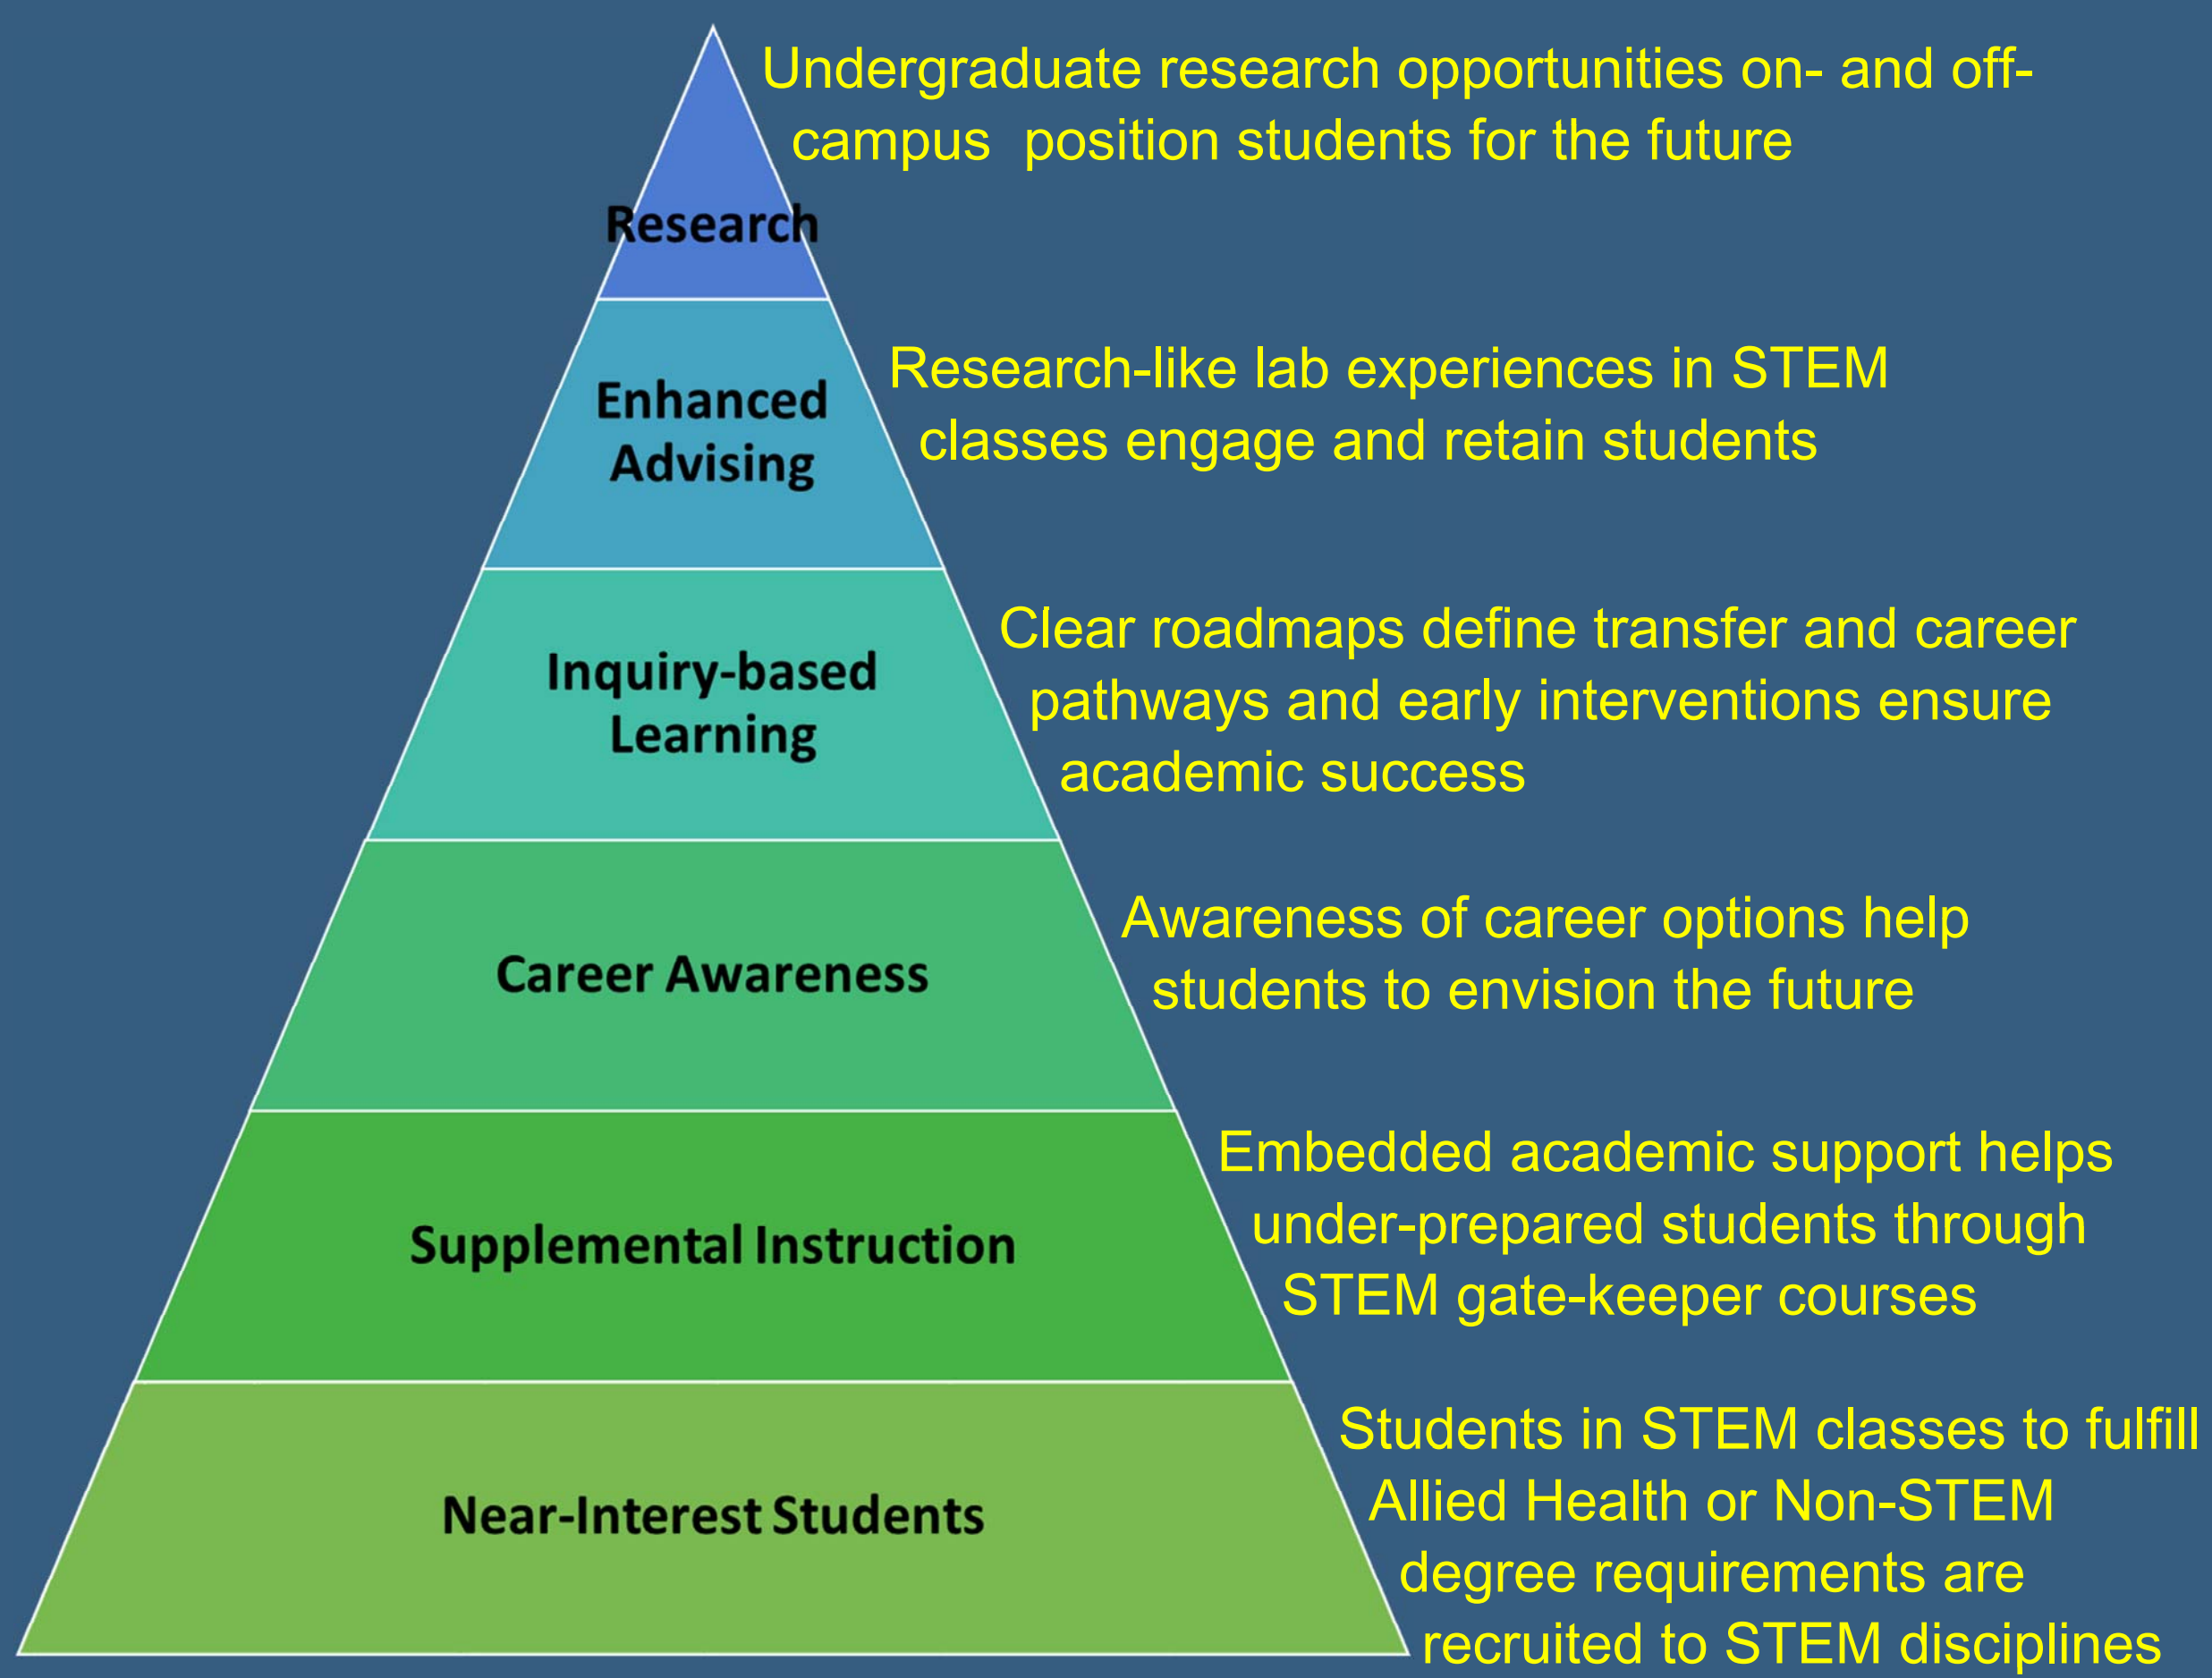 Undergraduate research opportunities on- and off-
campus  position students for the future
Research
Enhanced
Advising
Research-like lab experiences in STEM
classes engage and retain students
Inquiry-based
Learning
Clear roadmaps define transfer and career
pathways and early interventions ensure
academic success
Career Awareness
Awareness of career options help
students to envision the future
Supplemental Instruction
Embedded academic support helps
under-prepared students through
STEM gate-keeper courses
Near-Interest Students
Students in STEM classes to fulfill
Allied Health or Non-STEM
degree requirements are
recruited to STEM disciplines